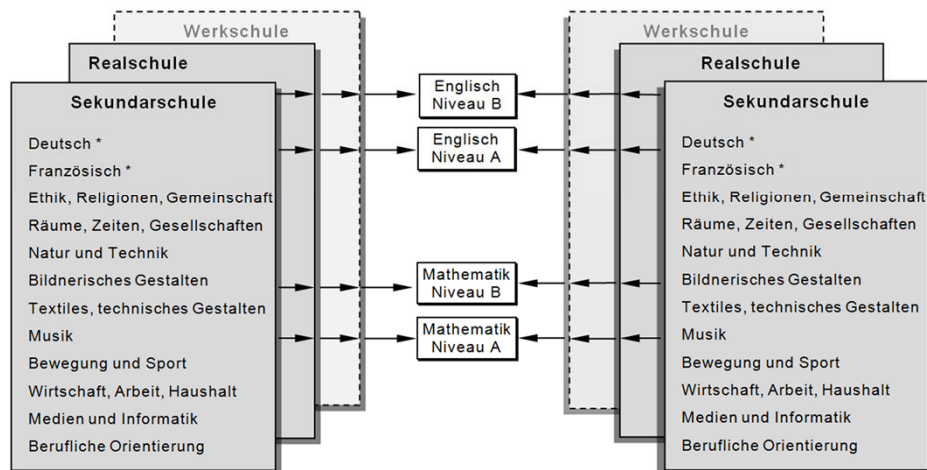 Werkschule
Realschule
Sekundarschule
Deutsch *
Französisch *
Ethik, Religionen, Gemeinschaft
Räume, Zeiten, Gesellschaften
Natur und Technik
Bildnerisches Gestalten
Textiles, technisches Gestalten
Musik
Bewegung und Sport
Wirtschaft, Arbeit, Haushalt
Medien und Informatik
Berufliche Orientierung
Englisch
Niveau B
Englisch
Niveau A
Mathematik
Niveau B
Mathematik
Niveau A
Werkschule
Realschule
Sekundarschule
Deutsch *
Französisch *
Ethik, Religionen, Gemeinschaft
Räume, Zeiten, Gesellschaften
Natur und Technik
Bildnerisches Gestalten
Textiles, technisches Gestalten
Musik
Bewegung und Sport
Wirtschaft, Arbeit, Haushalt
Medien und Informatik
Berufliche Orientierung